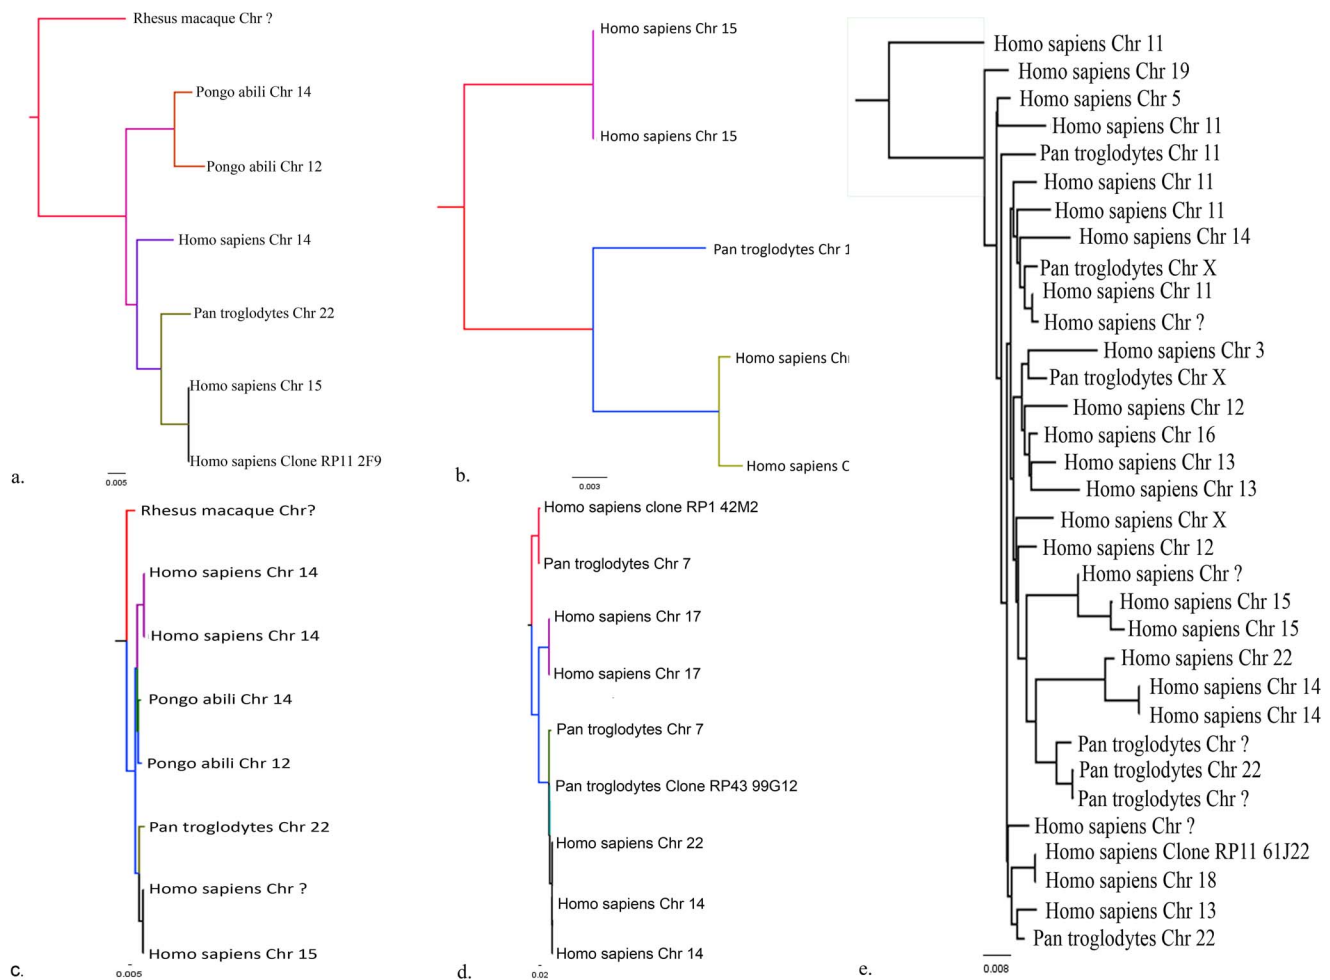 Rhesus macaque Chr ?
Pongo abili Chr 14
Pongo abili Chr 12
Homo sapiens Chr 14
Pan troglodytes Chr 22
Homo sapiens Chr 15
Homo sapiens Clone RP11 2F9
a.
0.005
Homo sapiens Chr 15
Homo sapiens Chr 15
Pan troglodytes Chr 1
Homo sapiens Chr
Homo sapiens C
b.
0.003
Rhesus macaque Chr?
Homo sapiens Chr 14
Homo sapiens Chr 14
Pongo abili Chr 14
Pongo abili Chr 12
Pan troglodytes Chr 22
Homo sapiens Chr ?
Homo sapiens Chr 15
c.
0.005
Homo sapiens clone RP1 42M2
Pan troglodytes Chr 7
Homo sapiens Chr 17
Homo sapiens Chr 17
Pan troglodytes Chr 7
Pan troglodytes Clone RP43 99G12
Homo sapiens Chr 22
Homo sapiens Chr 14
Homo sapiens Chr 14
d.
0.02
Homo sapiens Chr 11
Homo sapiens Chr 19
Homo sapiens Chr 5
Homo sapiens Chr 11
Pan troglodytes Chr 11
Homo sapiens Chr 11
Homo sapiens Chr 11
Homo sapiens Chr 14
Pan troglodytes Chr X
Homo sapiens Chr 11
Homo sapiens Chr ?
Homo sapiens Chr 3
Pan troglodytes Chr X
Homo sapiens Chr 12
Homo sapiens Chr 16
Homo sapiens Chr 13
Homo sapiens Chr 13
Homo sapiens Chr X
Homo sapiens Chr 12
Homo sapiens Chr ?
Homo sapiens Chr 15
Homo sapiens Chr 15
Homo sapiens Chr 22
Homo sapiens Chr 14
Homo sapiens Chr 14
Pan troglodytes Chr ?
Pan troglodytes Chr 22
Pan troglodytes Chr ?
Homo sapiens Chr ?
Homo sapiens Clone RP11 61J22
Homo sapiens Chr 18
Homo sapiens Chr 13
Pan troglodytes Chr 22
e.
0.008